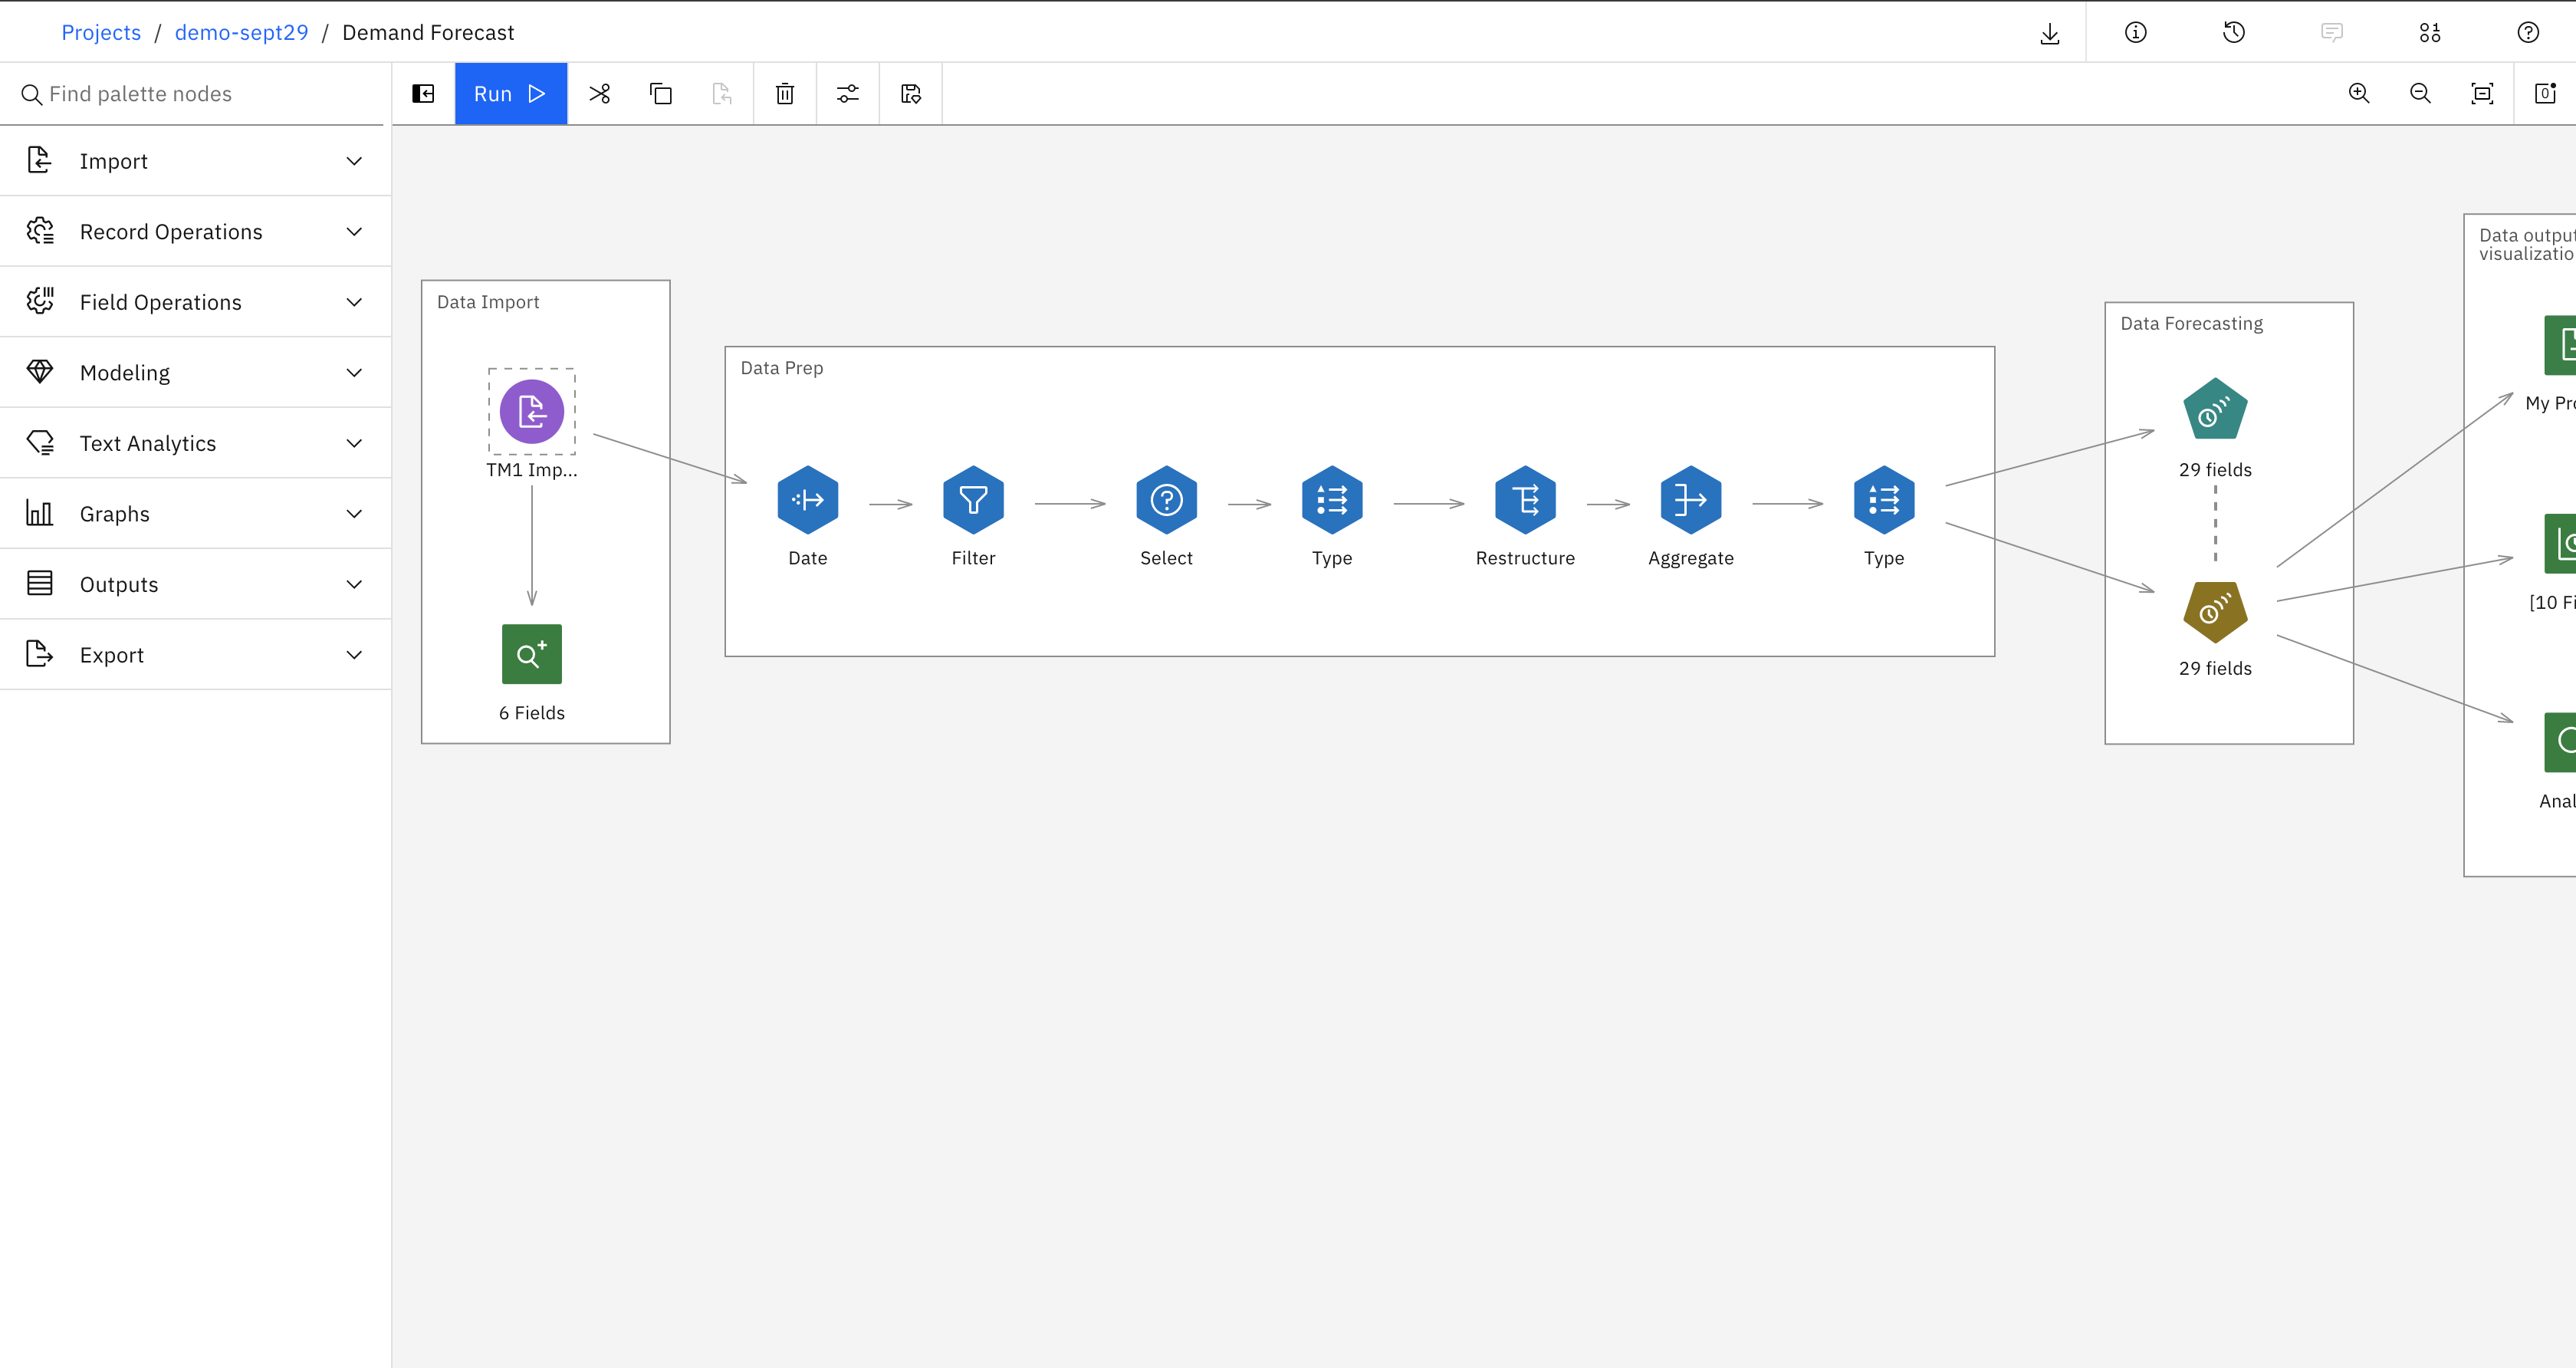 Projects / demo-sept29 / Demand Forecast
Find palette nodes
Run
Import
Record Operations
Field Operations
Modeling
Text Analytics
Graphs
Outputs
Export
Data Import
TM1 Imp...
6 Fields
Data Prep
Date
Filter
Select
Type
Restructure
Aggregate
Type
Data Forecasting
29 fields
29 fields
Data output
visualizatio
My Pro
[10 Fi
Anal